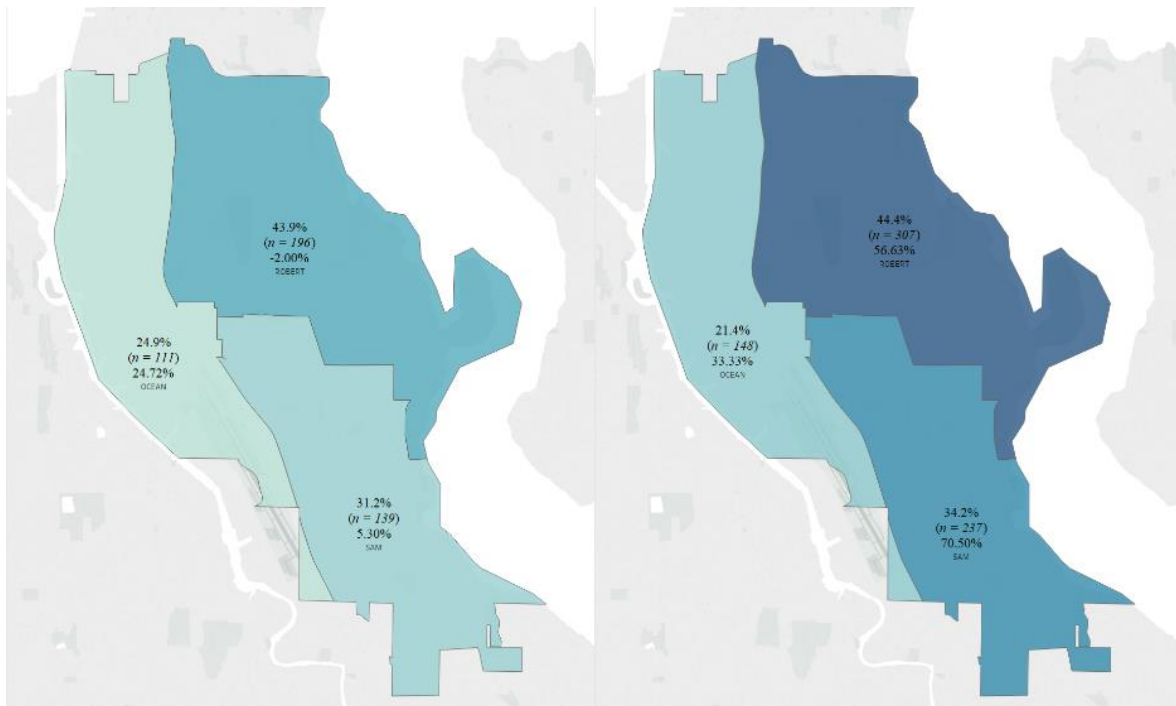 43.9%
(n = 196)
-2.00%
ROBERT
24.9%
(n = 111)
24.72%
OCEAN
31.2%
(n = 139)
5.30%
SAM
44.4%
(n = 307)
56.63%
ROBERT
21.4%
(n = 148)
33.33%
OCEAN
34.2%
(n = 237)
70.50%
SAM